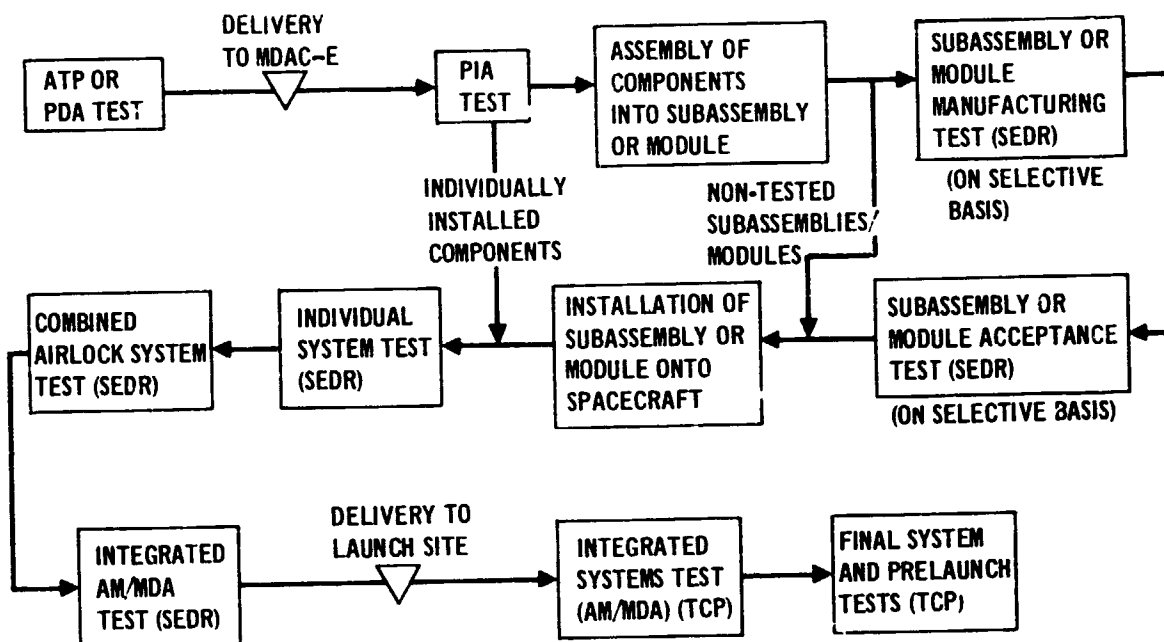 DELIVERY
TO MDAC-E
ATP OR
PDA TEST
PIA
TEST
ASSEMBLY OF
COMPONENTS
INTO SUBASSEMBLY
OR MODULE
SUBASSEMBLY OR
MODULE
MANUFACTURING
TEST (SEDR)
(ON SELECTIVE
BASIS)
INDIVIDUALLY
INSTALLED
COMPONENTS
NON-TESTED
SUBASSEMBLIES/
MODULES
COMBINED
AIRLOCK SYSTEM
TEST (SEDR)
INDIVIDUAL
SYSTEM TEST
(SEDR)
INSTALLATION OF
SUBASSEMBLY OR
MODULE ONTO
SPACECRAFT
SUBASSEMBLY OR
MODULE ACCEPTANCE
TEST (SEDR)
(ON SELECTIVE BASIS)
INTEGRATED
AM/MDA
TEST (SEDR)
DELIVERY TO
LAUNCH SITE
INTEGRATED
SYSTEMS TEST
(AM/MDA) (TCP)
FINAL SYSTEM
AND PRELAUNCH
TESTS (TCP)